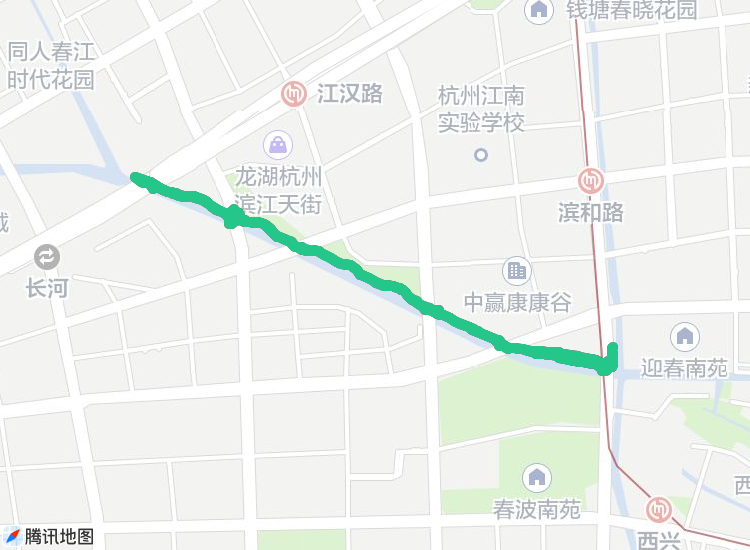 钱塘春晓花园
同人春江
时代花园
江汉路
杭州江南
实验学校
龙湖杭州
滨江天街
滨和路
城
长河
中赢康康谷
迎春南苑
春波南苑
西
西兴
腾讯地图